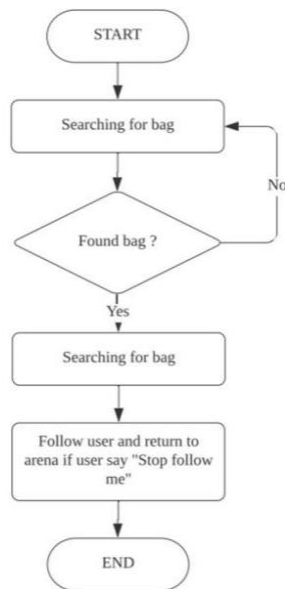 START
Searching for bag
Found bag ?
No
Yes
Searching for bag
Follow user and return to
arena if user say "Stop follow
me"
END